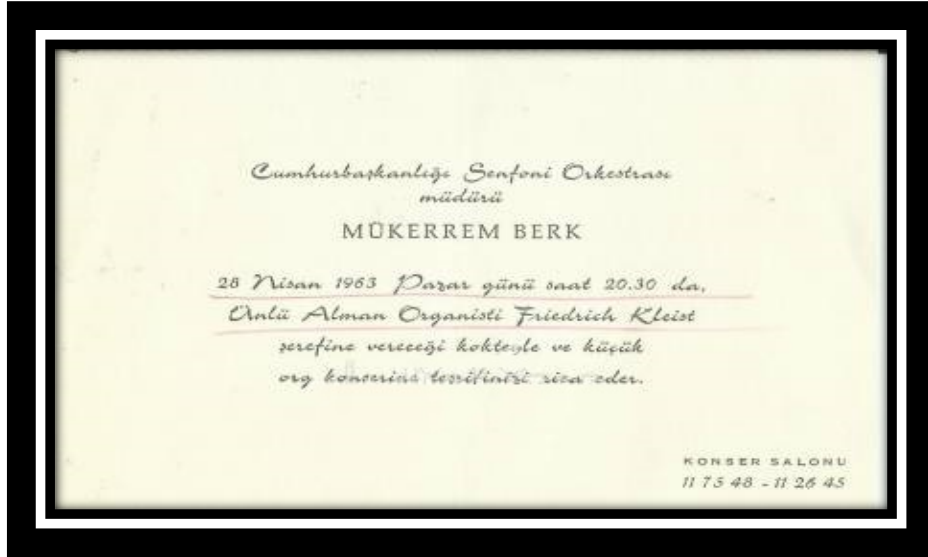 Cumhurbaşkanlığı Senfoni Orkestrası
müdürü
MÜKERREM BERK
28 Nisan 1963 Pazar günü saat 20.30 da,
Ünlü Alman Organisti Friedrich Kleist
şerefine vereceği kokteyle ve küçük
org konserine teşrifinizi rica eder.
KONSER SALONU
11 75 48 - 11 26 45